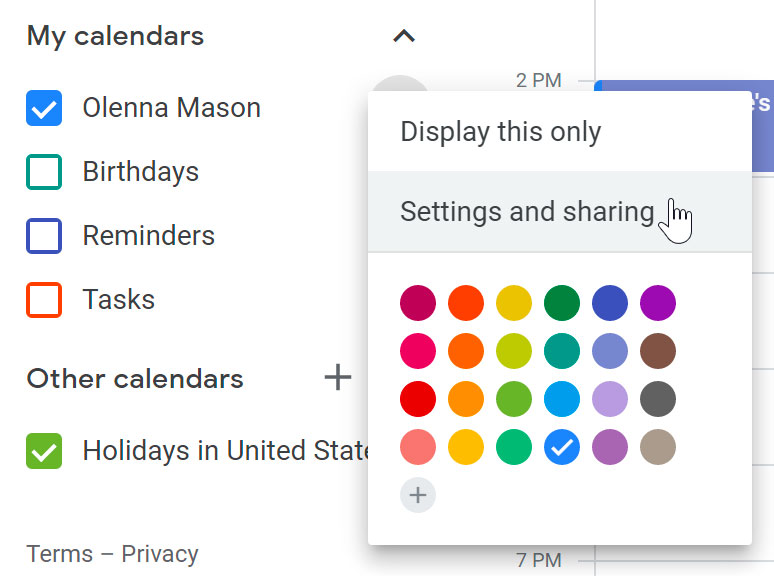 My calendars
2 PM
Olenna Mason
Display this only
Birthdays
Settings and sharing
Reminders
Tasks
Other calendars
Holidays in United State
Terms – Privacy
7 PM